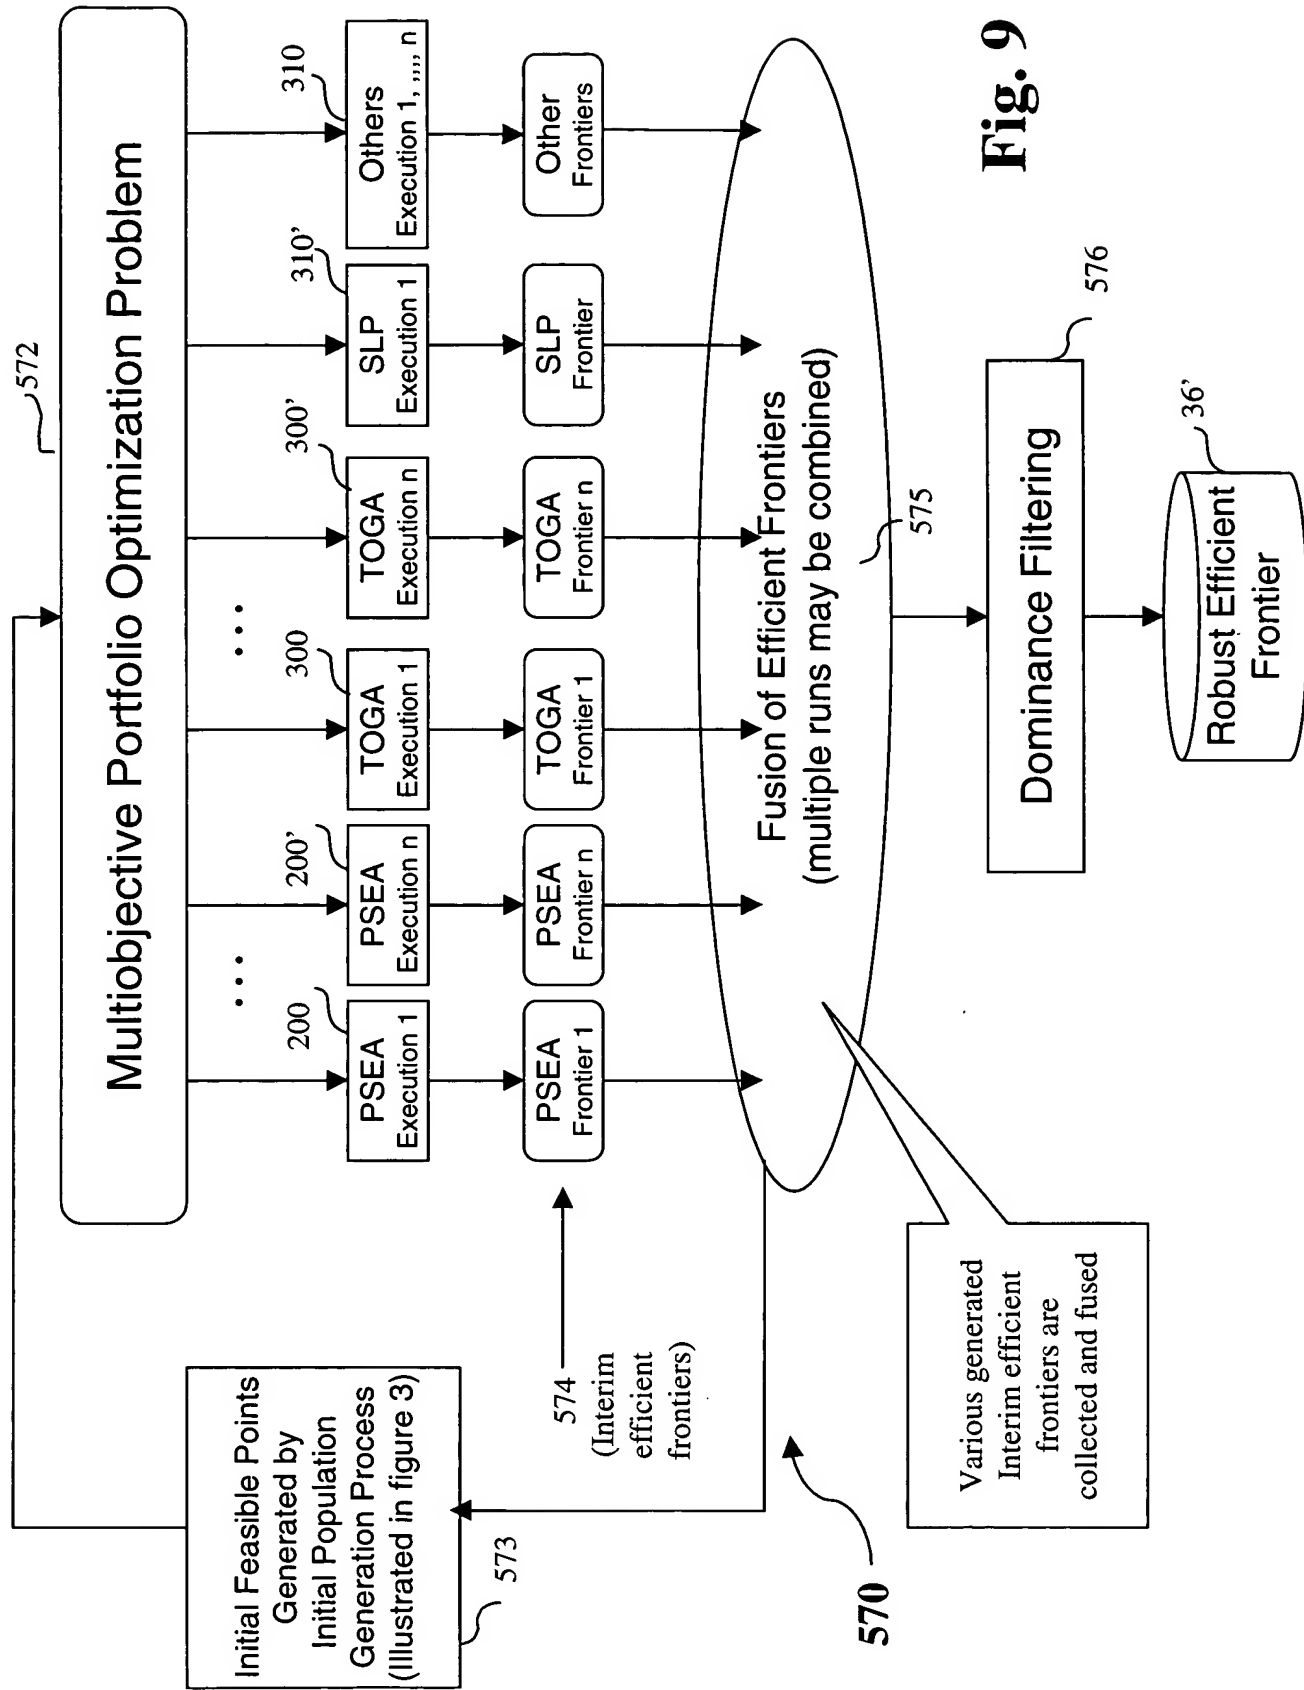 572
Multiobjective Portfolio Optimization Problem
Initial Feasible Points
Generated by
Initial Population
Generation Process
(Illustrated in figure 3)
573
...
...
200
PSEA
Execution 1
200’
PSEA
Execution n
300
TOGA
Execution 1
300’
TOGA
Execution n
310’
SLP
Execution 1
310
Others
Execution 1, ,,,, n
574
(Interim
efficient
frontiers)
PSEA
Frontier 1
PSEA
Frontier n
TOGA
Frontier 1
TOGA
Frontier n
SLP
Frontier
Other
Frontiers
Fusion of Efficient Frontiers
(multiple runs may be combined)
575
570
Various generated
Interim efficient
frontiers are
collected and fused
Dominance Filtering
576
Robust Efficient
Frontier
36’
Fig. 9